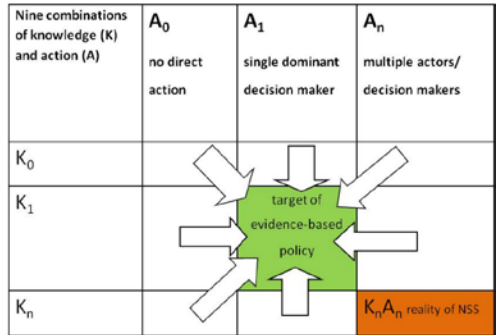 Nine combinations
of knowledge (K)
and action (A)
A0
no direct
action
A1
single dominant
decision maker
An
multiple actors/
decision makers
K0
K1
target of
evidence-based
policy
Kn
KnAn reality of NSS